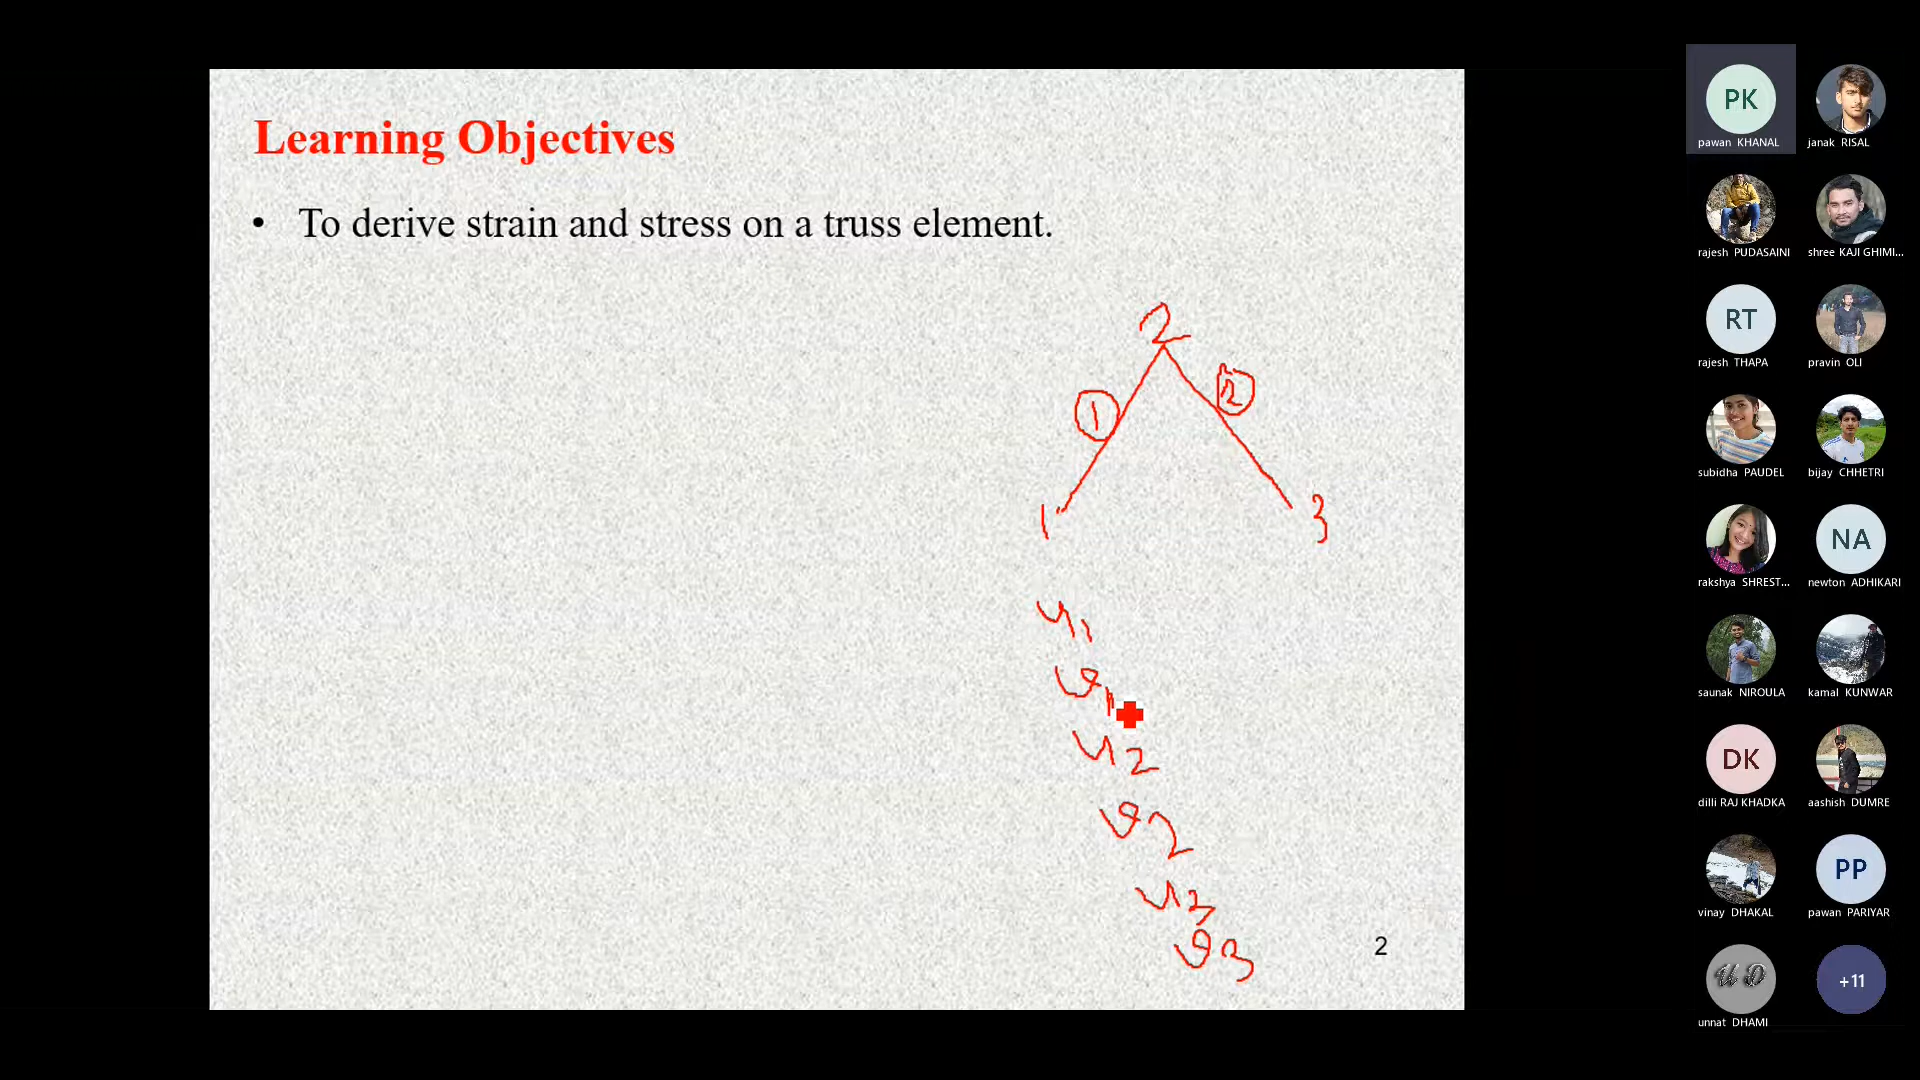 Learning Objectives
• To derive strain and stress on a truss element.
2
1
2
1
3
u1
v1
u2
v2
u3
v3
2
PK
pawan KHANAL
janak RISAL
rajesh PUDASAINI
shree KAJI GHIMI...
RT
rajesh THAPA
pravin OLI
subidha PAUDEL
bijay CHHETRI
rakshya SHREST...
NA
newton ADHIKARI
saunak NIROULA
kamal KUNWAR
DK
dilli RAJ KHADKA
aashish DUMRE
vinay DHAKAL
PP
pawan PARIYAR
U D
unnat DHAMI
+11